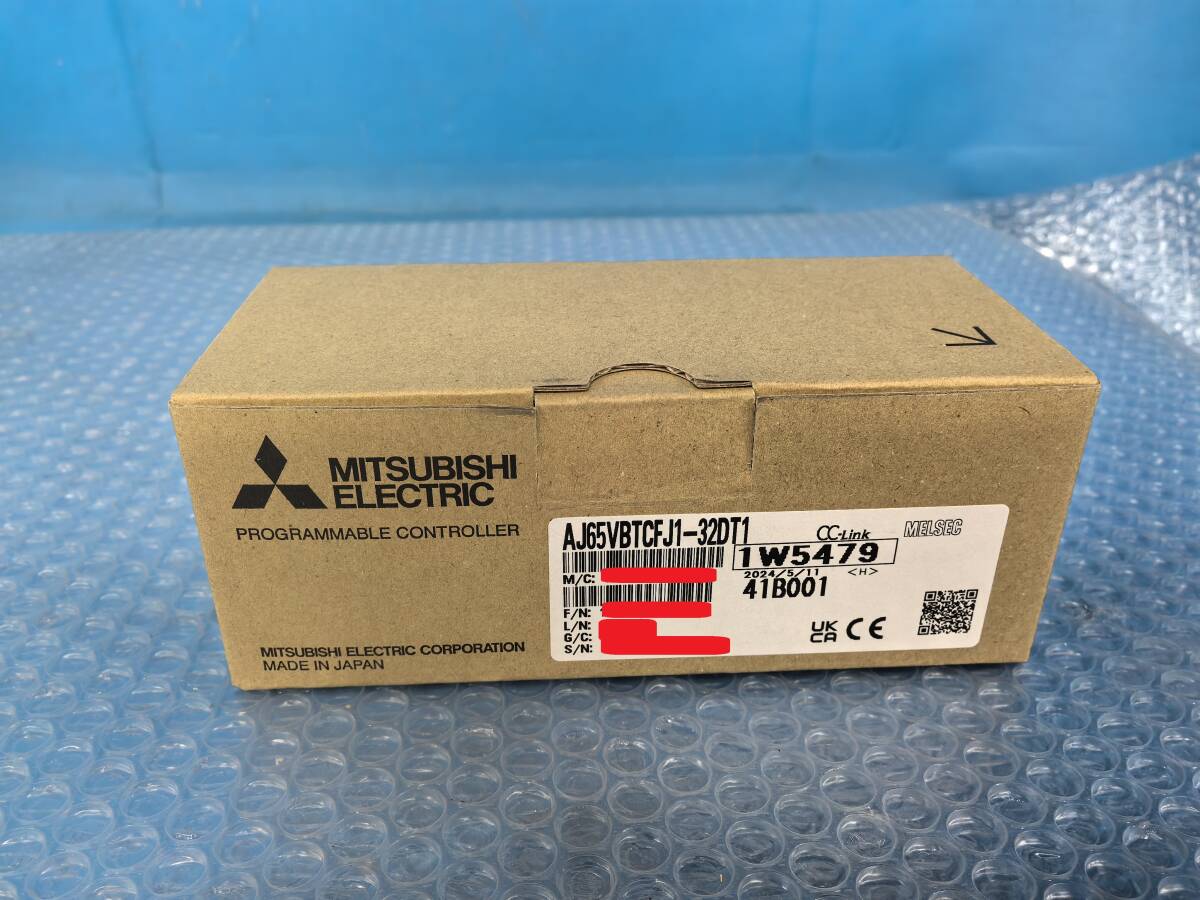 MITSUBISHI
ELECTRIC
PROGRAMMABLE CONTROLLER
MITSUBISHI ELECTRIC CORPORATION
MADE IN JAPAN
AJ65VBTCFJ1-32DT1
CC-Link
MELSEC
1W5479
M/C:
2024/5/11 <H>
41B001
F/N:
L/N:
G/C:
S/N:
UK
CA
CE